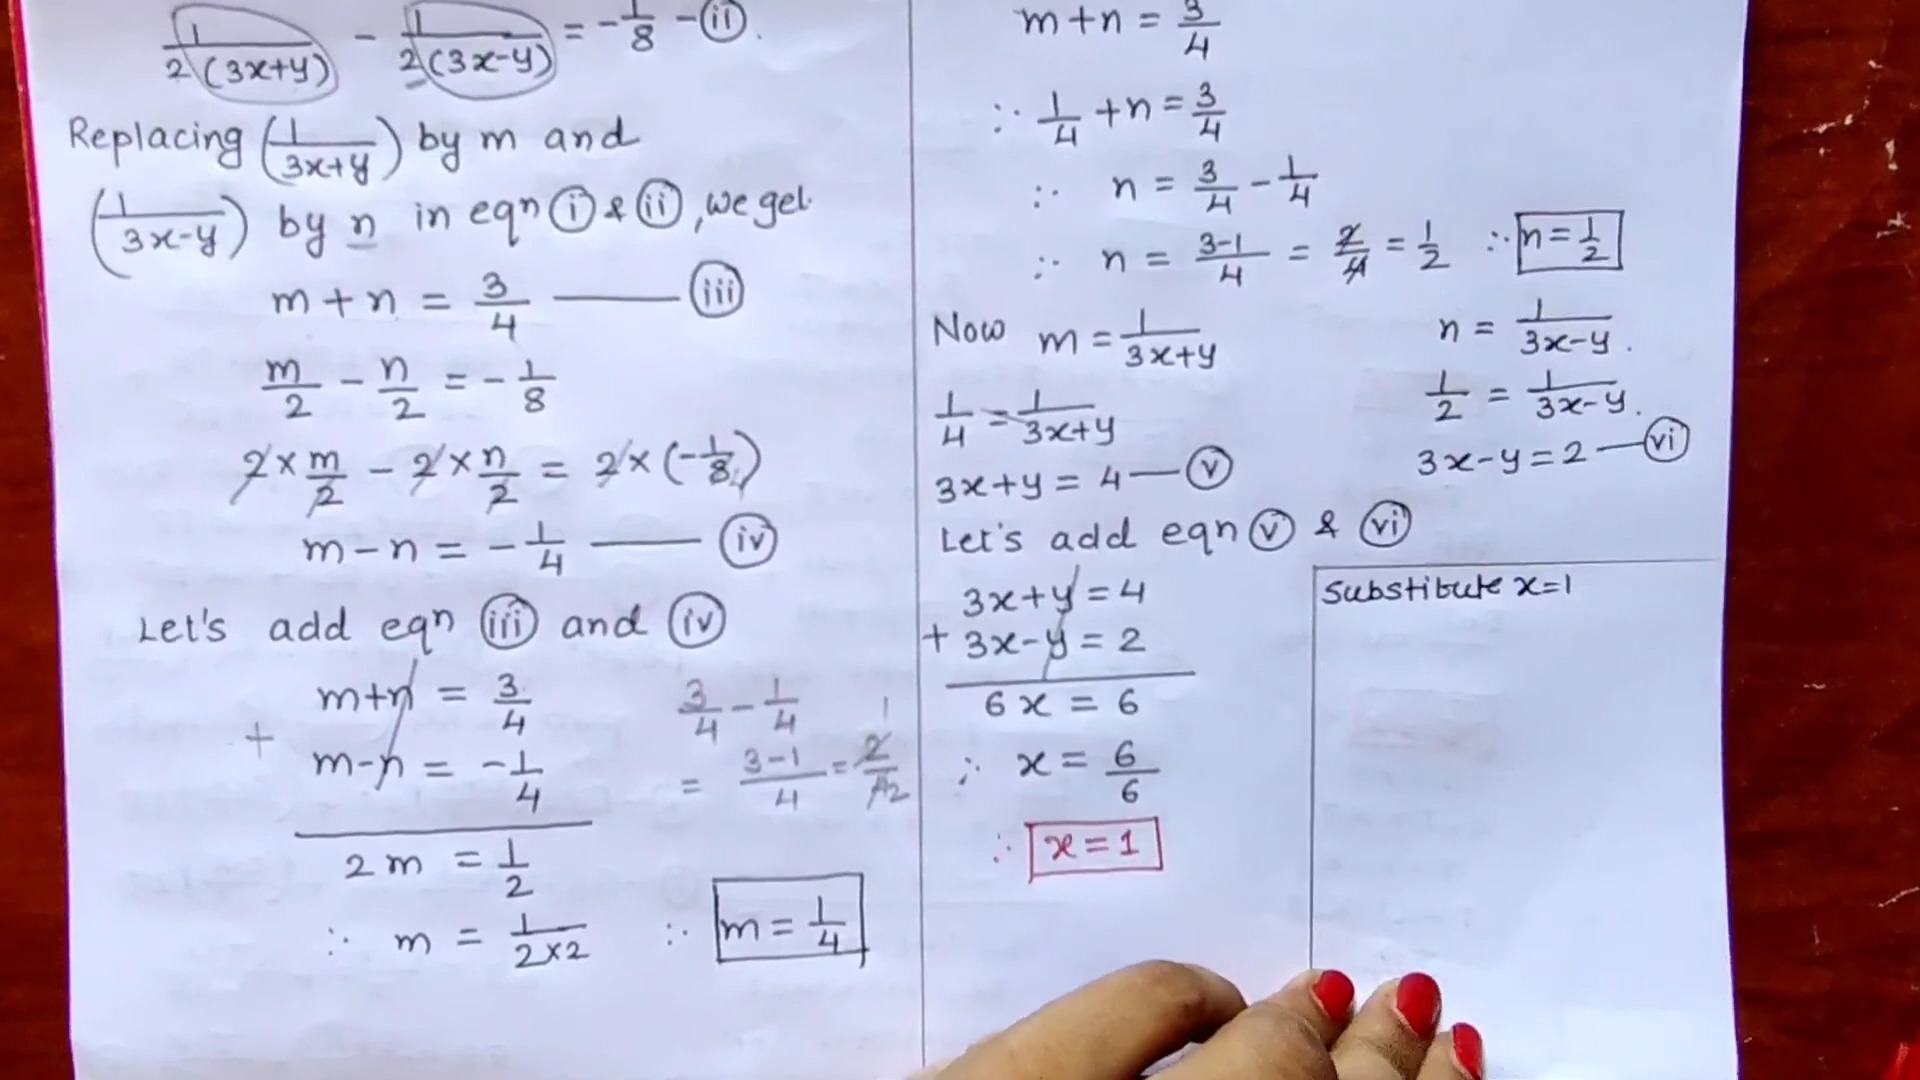 1/2(3x+y) - 1/2(3x-y) = -1/8 - ⓘⓘ.
Replacing (1/3x+y) by m and
(1/3x-y) by n in eqn (i) & (ii), we get.
m + n = 3/4 —— (iii)
m/2 - n/2 = - 1/8
2 × m/2 - 2 × n/2 = 2 × (-1/8)
m - n = - 1/4 —— (iv)
Let's add eqn (iii) and (iv)
m+n = 3/4
+
m-n = -1/4
3/4 - 1/4
= 3-1/4 = 2/4 1 2
2m = 1/2
∴ m = 1/2×2 ∴ m = 1/4
m + n = 3/4
∴ 1/4 + n = 3/4
∴ n = 3/4 - 1/4
∴ n = 3-1/4 = 2/4 = 1/2 ∴ n = 1/2
Now m = 1/3x+y
1/4 = 1/3x+y
3x+y = 4 — (v)
n = 1/3x-y.
1/2 = 1/3x-y.
3x-y = 2 — (vi)
Let's add eqn (v) & (vi)
3x+y = 4
+ 3x-y = 2
6x = 6
∴ x = 6/6
∴ x = 1
Substitute x=1